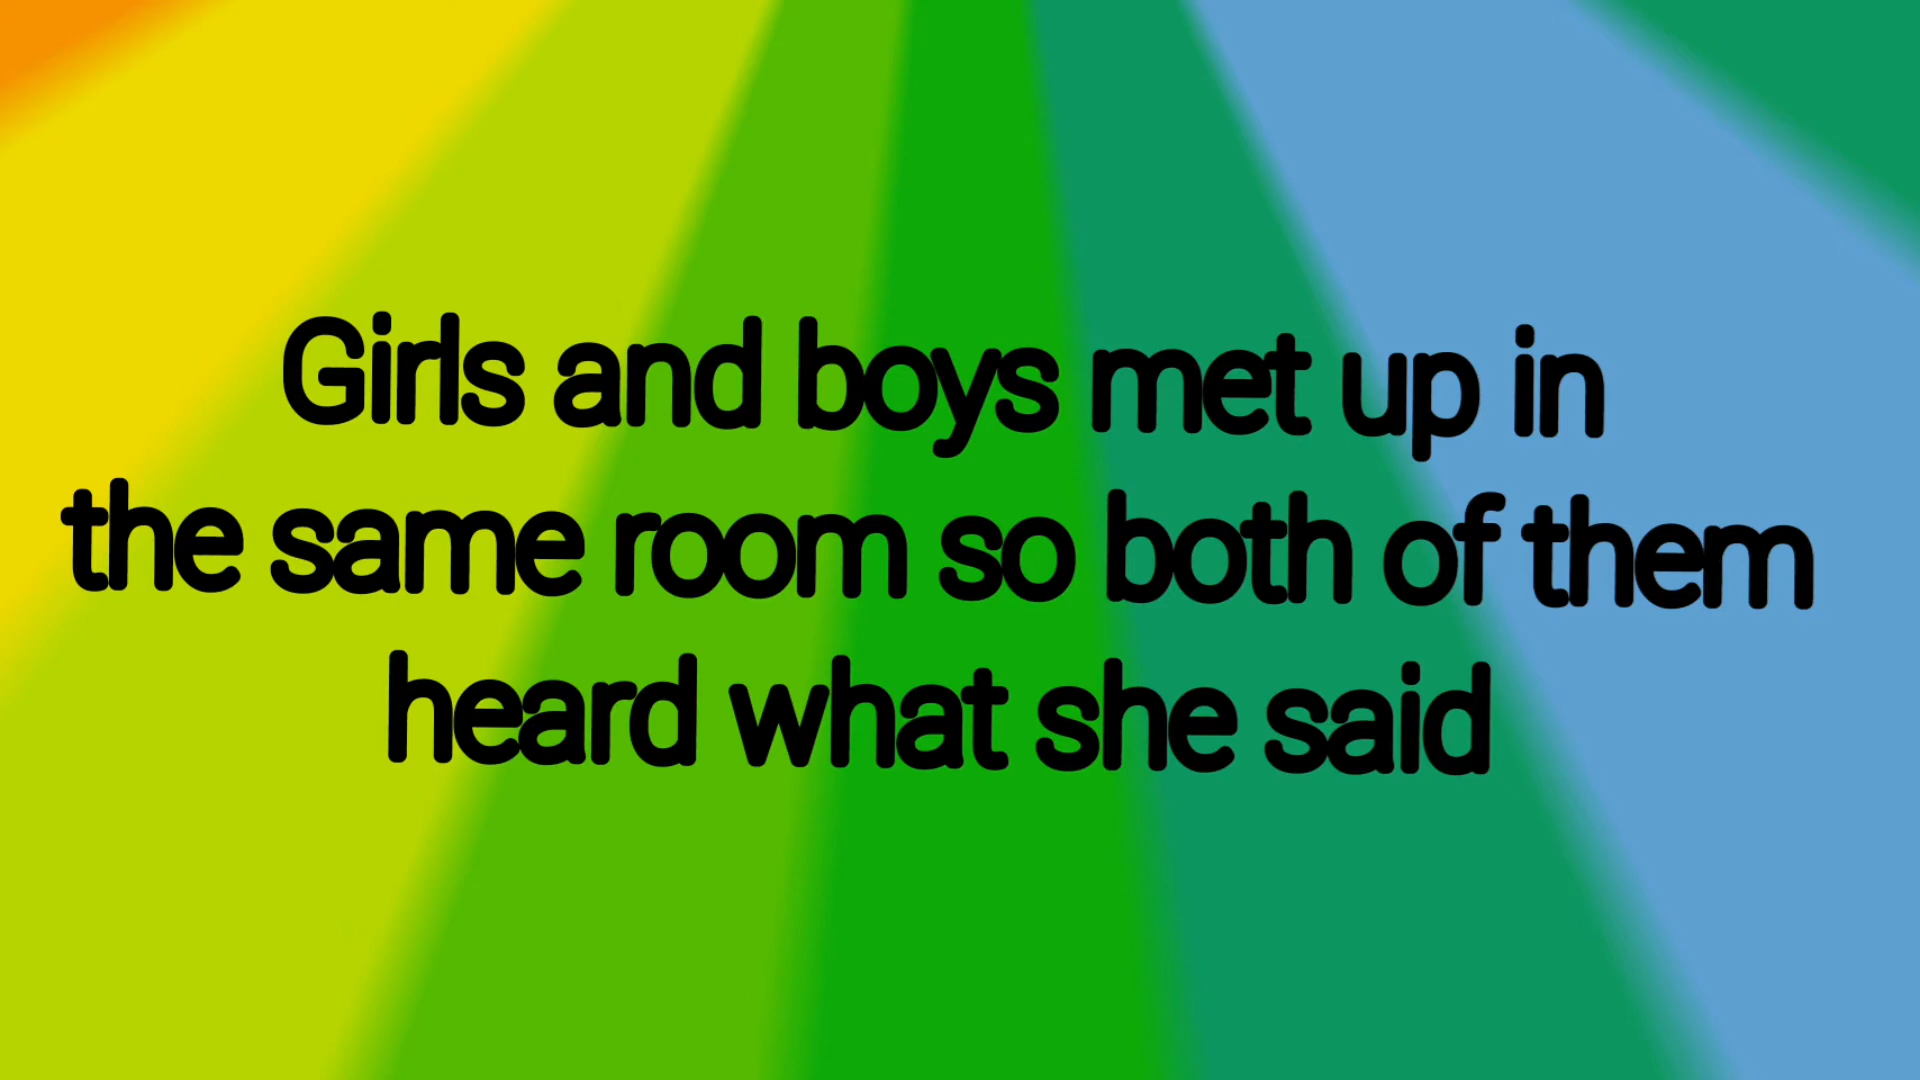 Girls and boys met up in
the same room so both of them
heard what she said